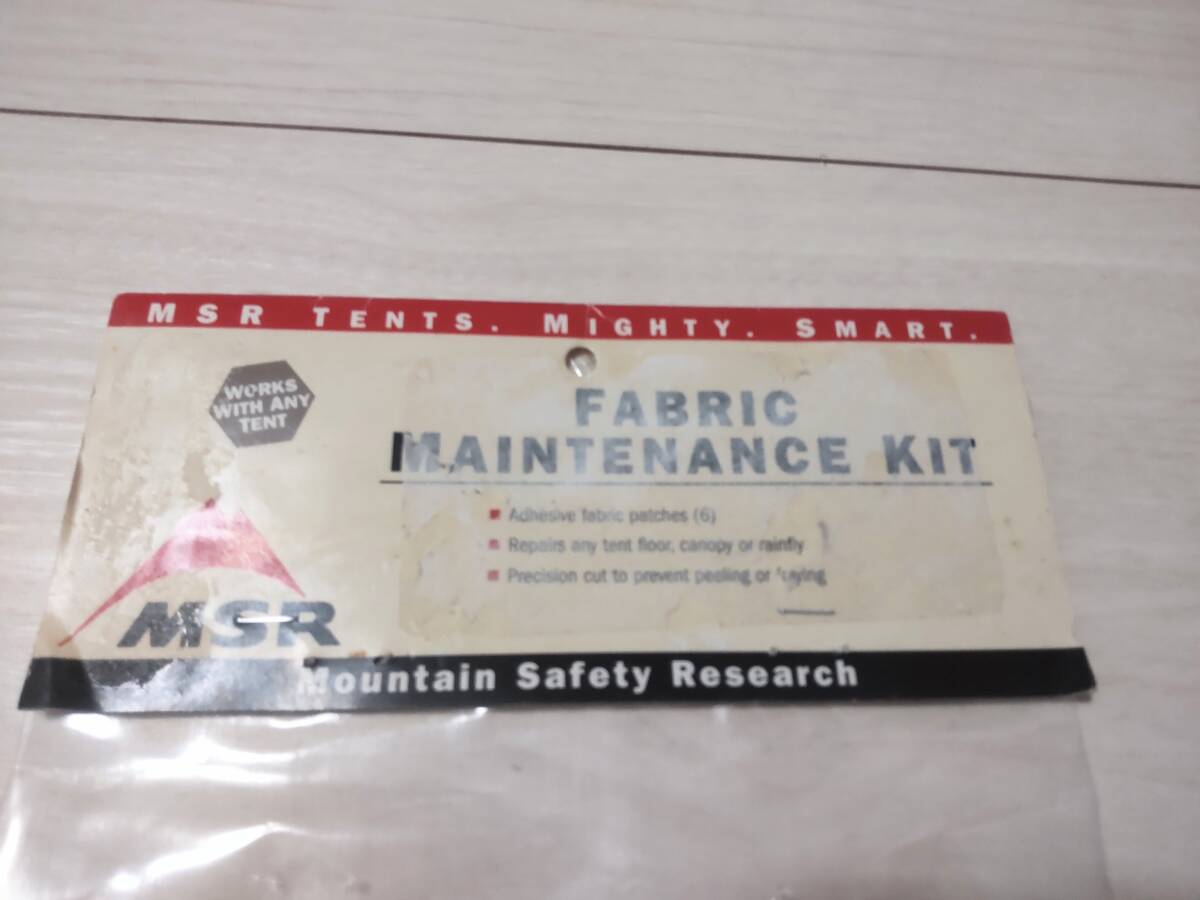 MSR TENTS. MIGHTY. SMART.
WORKS
WITH ANY
TENT
FABRIC
MAINTENANCE KIT
Adhesive fabric patches (6)
Repairs any tent floor, canopy or rainfly
Precision cut to prevent peeling or fraying
MSR
Mountain Safety Research